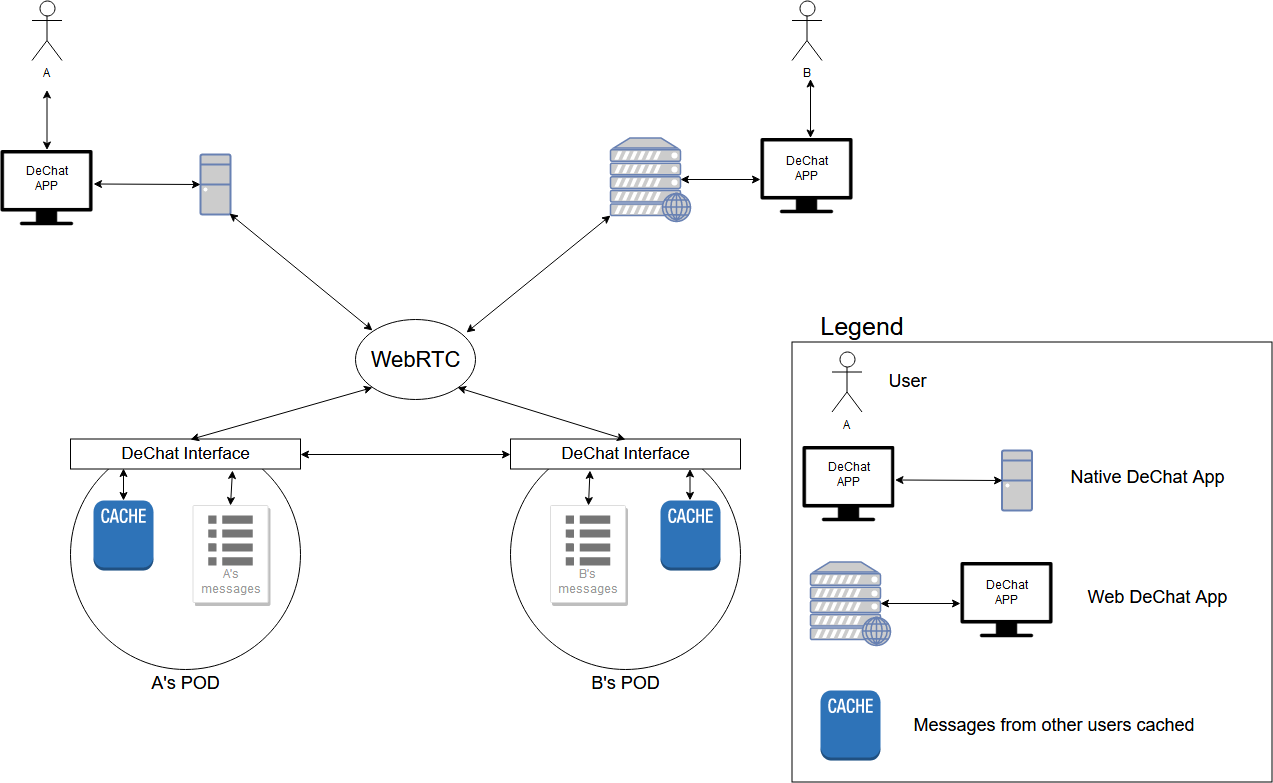 A
B
DeChat
APP
DeChat
APP
WebRTC
Legend
A
User
DeChat
APP
Native DeChat App
DeChat
APP
Web DeChat App
CACHE
Messages from other users cached
DeChat Interface
DeChat Interface
CACHE
A's
messages
B's
messages
CACHE
A's POD
B's POD